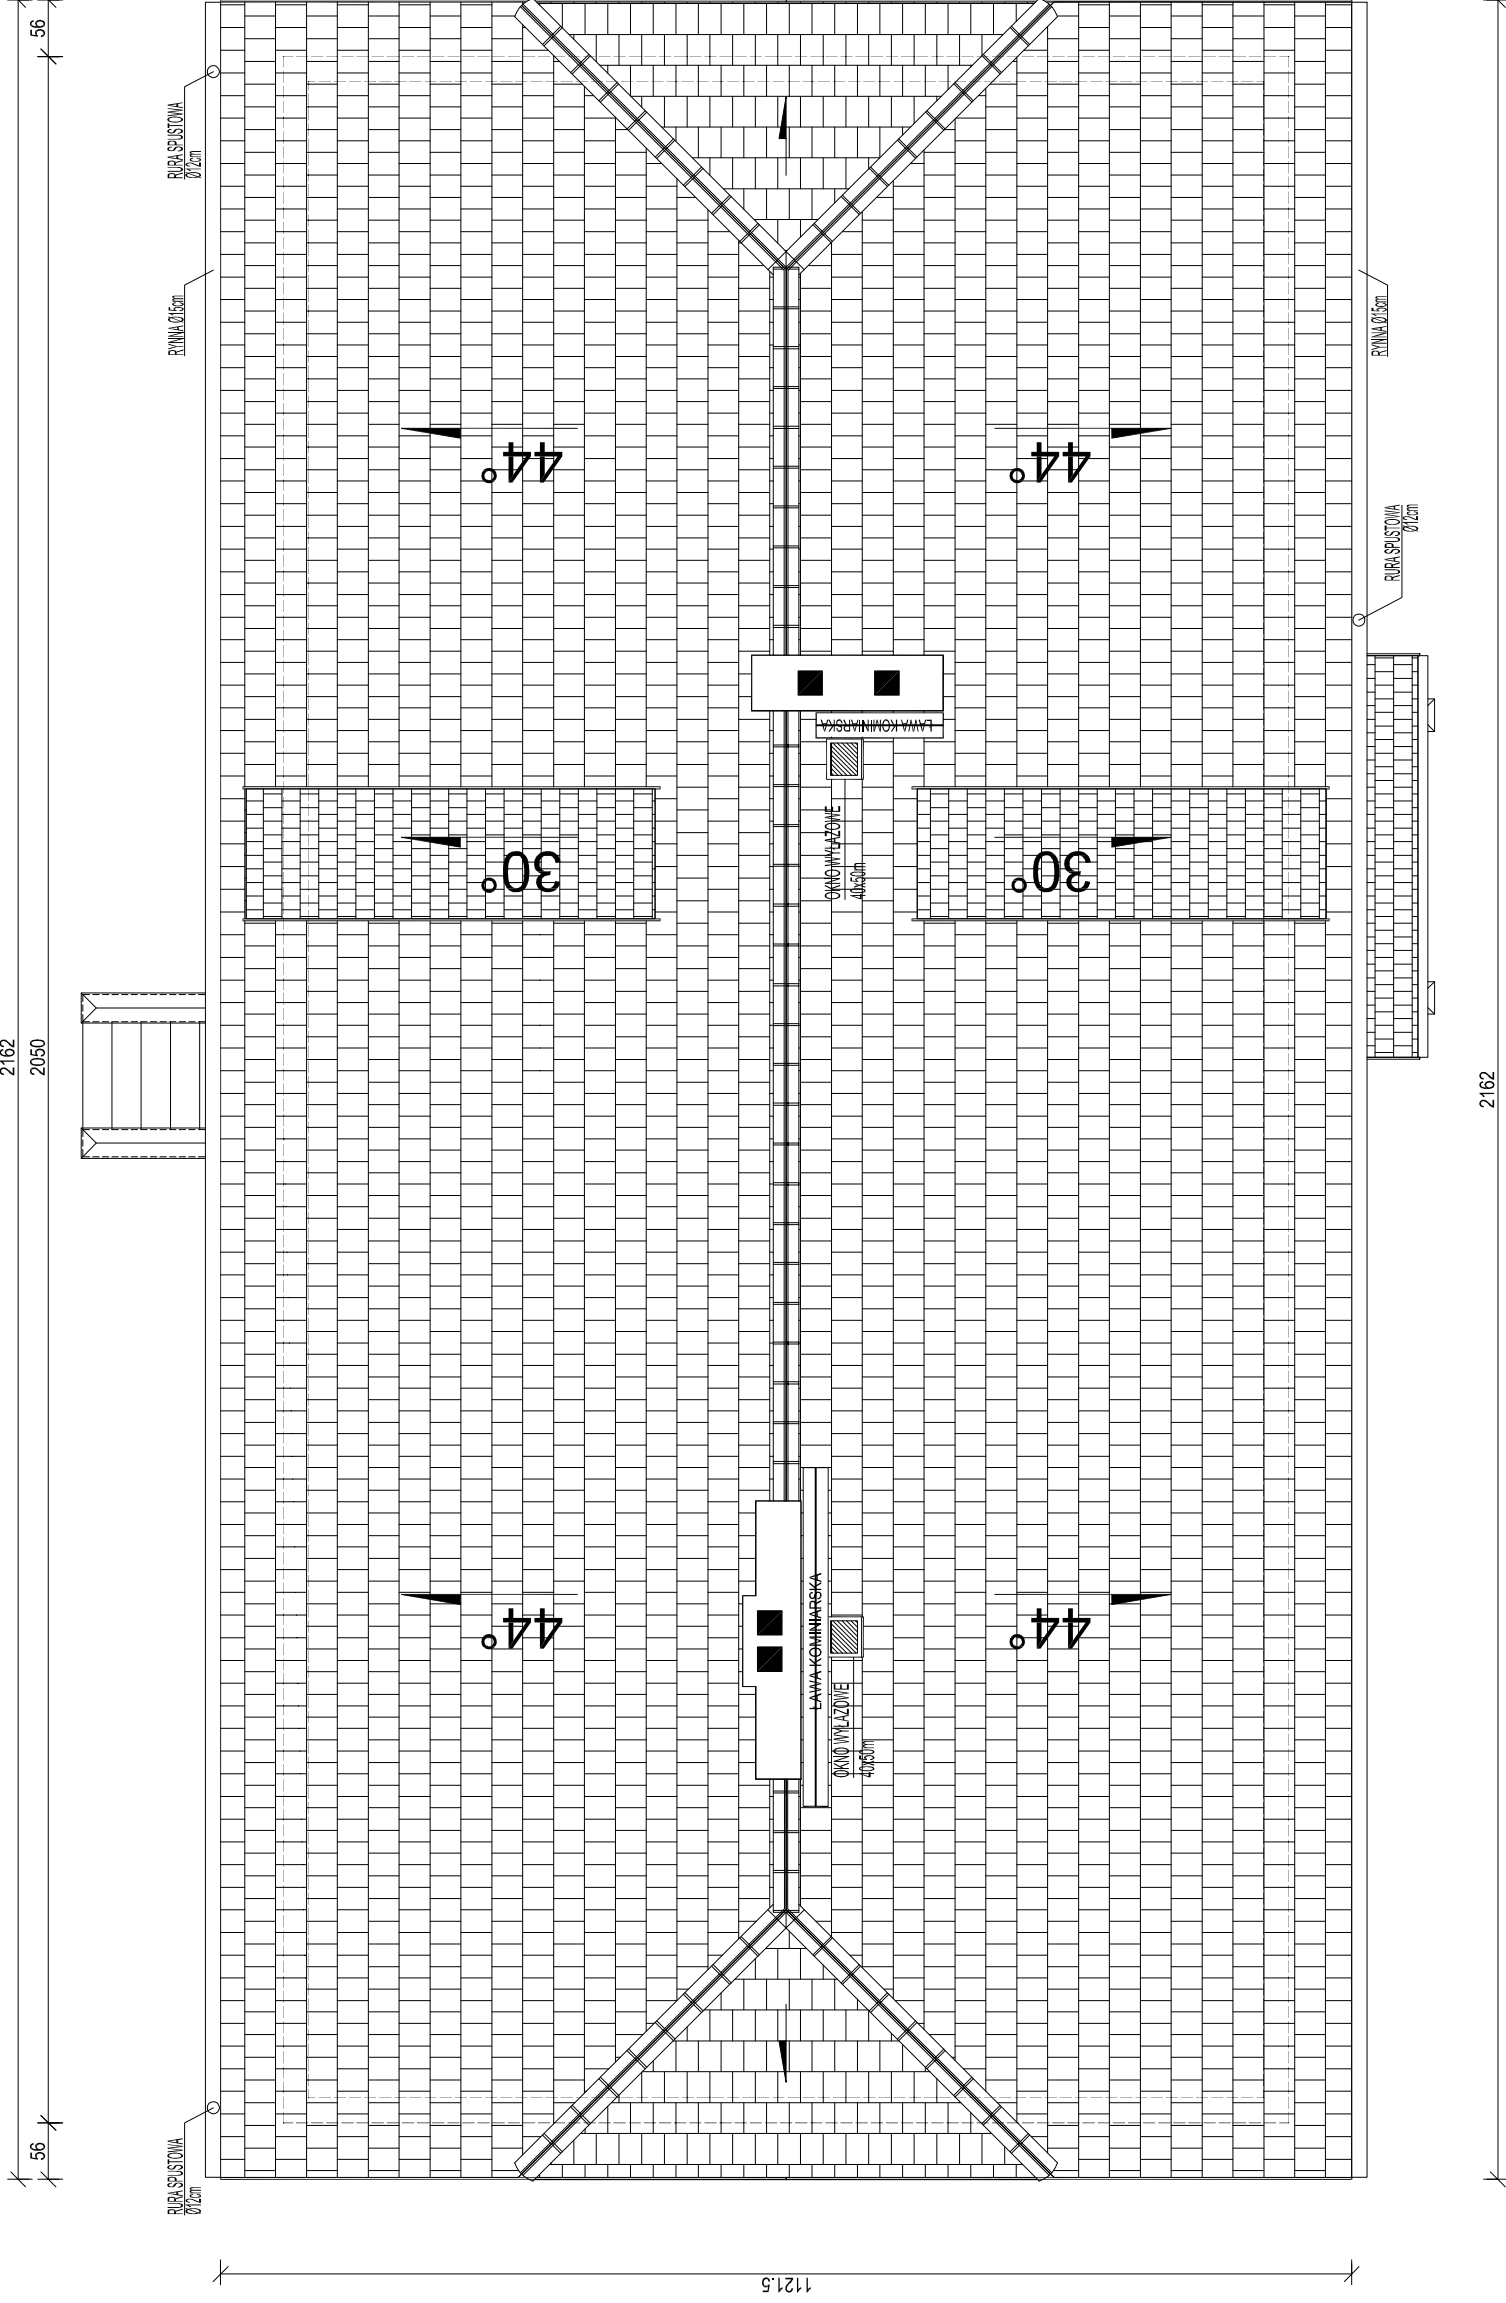 56
2162
2050
56
RURA SPUSTOWA
Ø12cm
RYNNA Ø15cm
RYNNA Ø15cm
44°
44°
RURA SPUSTOWA
Ø12cm
ŁAWA KOMINIARSKA
OKNO WYŁAZOWE
40x50m
30°
30°
2162
44°
44°
ŁAWA KOMINIARSKA
OKNO WYŁAZOWE
40x50m
RURA SPUSTOWA
Ø12cm
1121.5